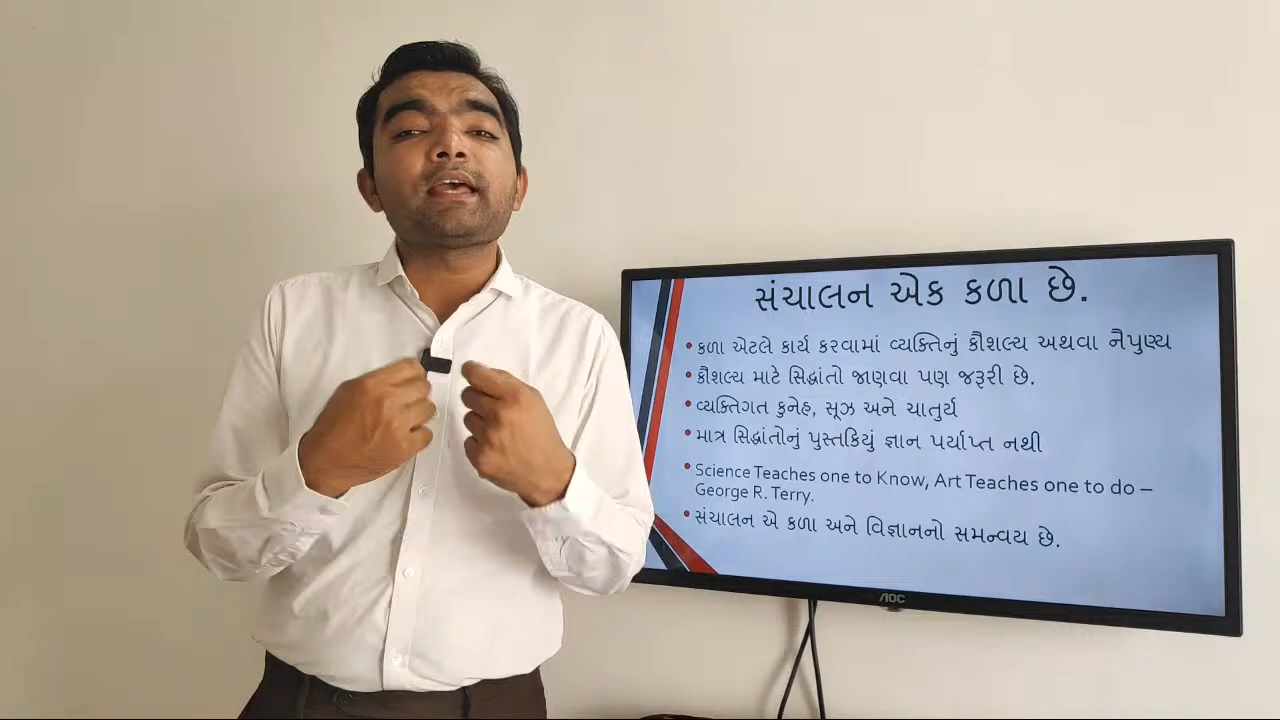 સંચાલન એક કળા છે.
કળા એટલે કાર્ય કરવામાં વ્યક્તિનું કૌશલ્ય અથવા નૈપુણ્ય
કૌશલ્ય માટે સિદ્ધાંતો જાણવા પણ જરૂરી છે.
વ્યક્તિગત કુનેહ, સૂઝ અને ચાતુર્ય
માત્ર સિદ્ધાંતોનું પુસ્તકિયું જ્ઞાન પર્યાપ્ત નથી
Science Teaches one to Know, Art Teaches one to do –
George R. Terry.
સંચાલન એ કળા અને વિજ્ઞાનનો સમન્વય છે.
AOC